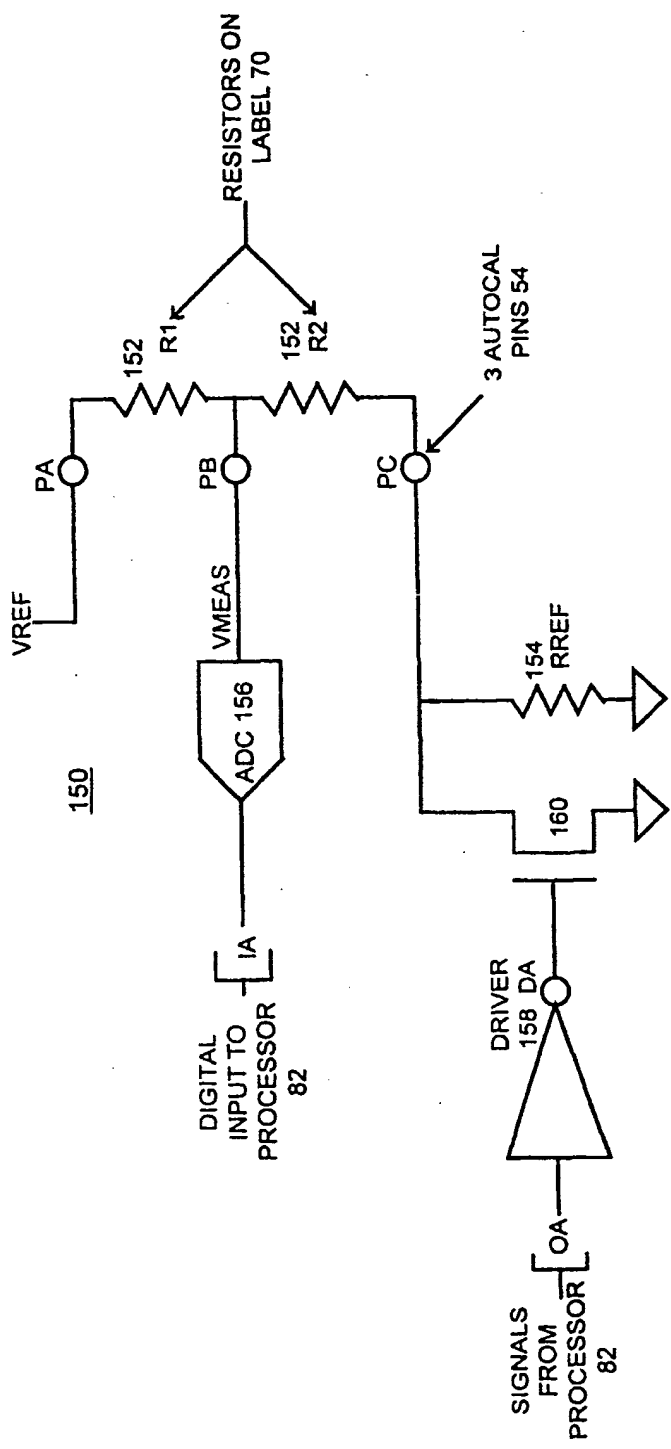 150
VREF
PA
152
R1
RESISTORS ON
LABEL 70
152
R2
PB
VMEAS
ADC 156
IA
DIGITAL
INPUT TO
PROCESSOR
82
PC
3 AUTOCAL
PINS 54
154
RREF
160
DRIVER
158 DA
OA
SIGNALS
FROM
PROCESSOR
82